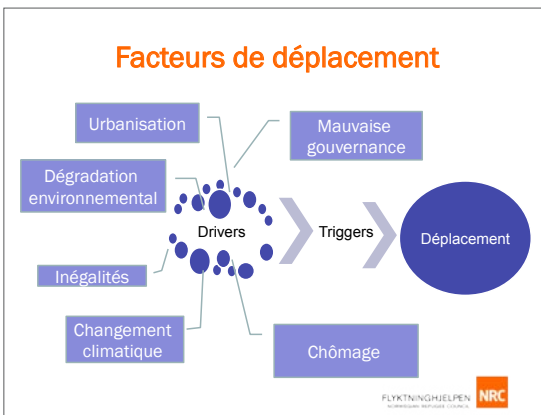 Facteurs de déplacement
Urbanisation
Mauvaise
gouvernance
Dégradation
environnemental
Drivers
Triggers
Déplacement
Inégalités
Changement
climatique
Chômage
FLYKTNINGHJELPEN
NORWEGIAN REFUGEE COUNCIL
NRC